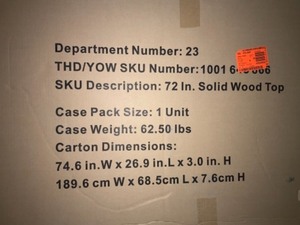 Department Number: 23
THD/YOW SKU Number: 1001
SKU Description: 72 In. Solid Wood Top
Case Pack Size: 1 Unit
Case Weight: 62.50 lbs
Carton Dimensions:
74.6 in.W x 26.9 in.L x 3.0 in. H
189.6 cm W x 68.5cm L x 7.6cm H